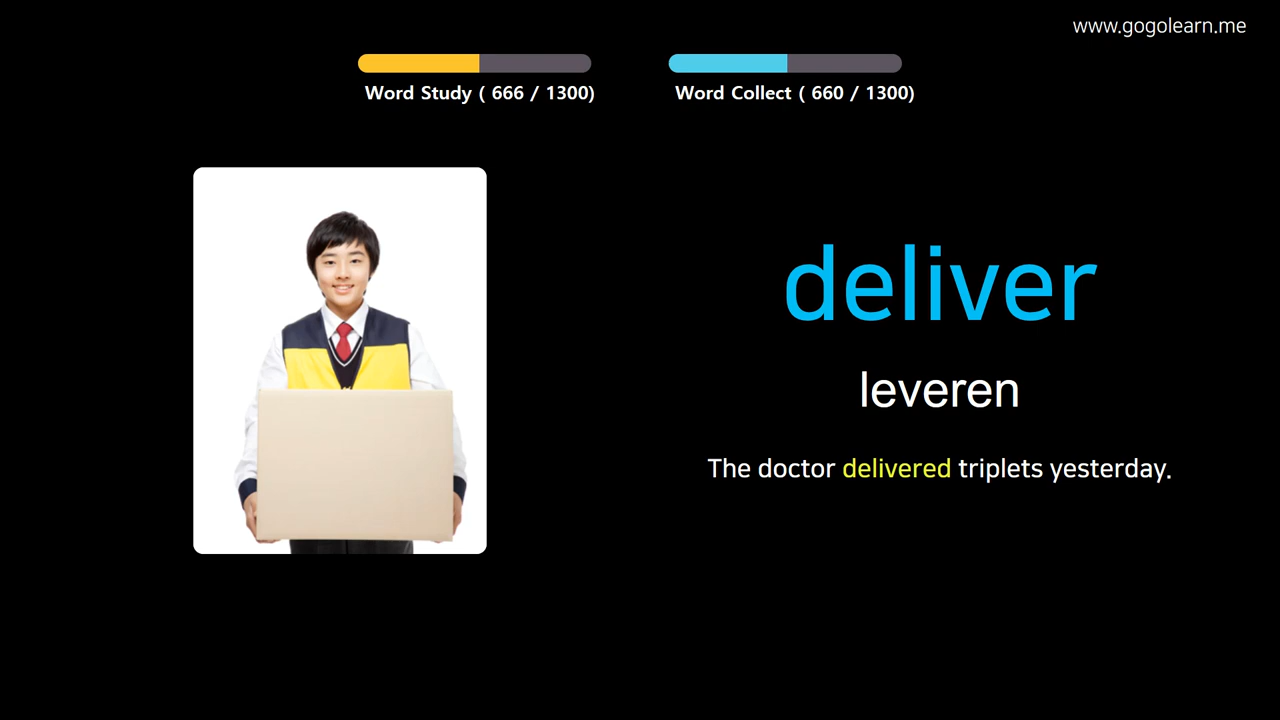 www.gogolearn.me
Word Study ( 666 / 1300)
Word Collect ( 660 / 1300)
deliver
leveren
The doctor delivered triplets yesterday.